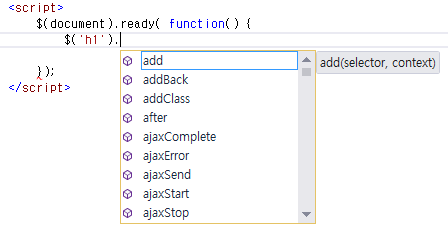 <script>
$(document).ready( function() {
$('h1').
add
add(selector, context)
addBack
addClass
after
ajaxComplete
ajaxError
ajaxSend
ajaxStart
ajaxStop
});
</script>